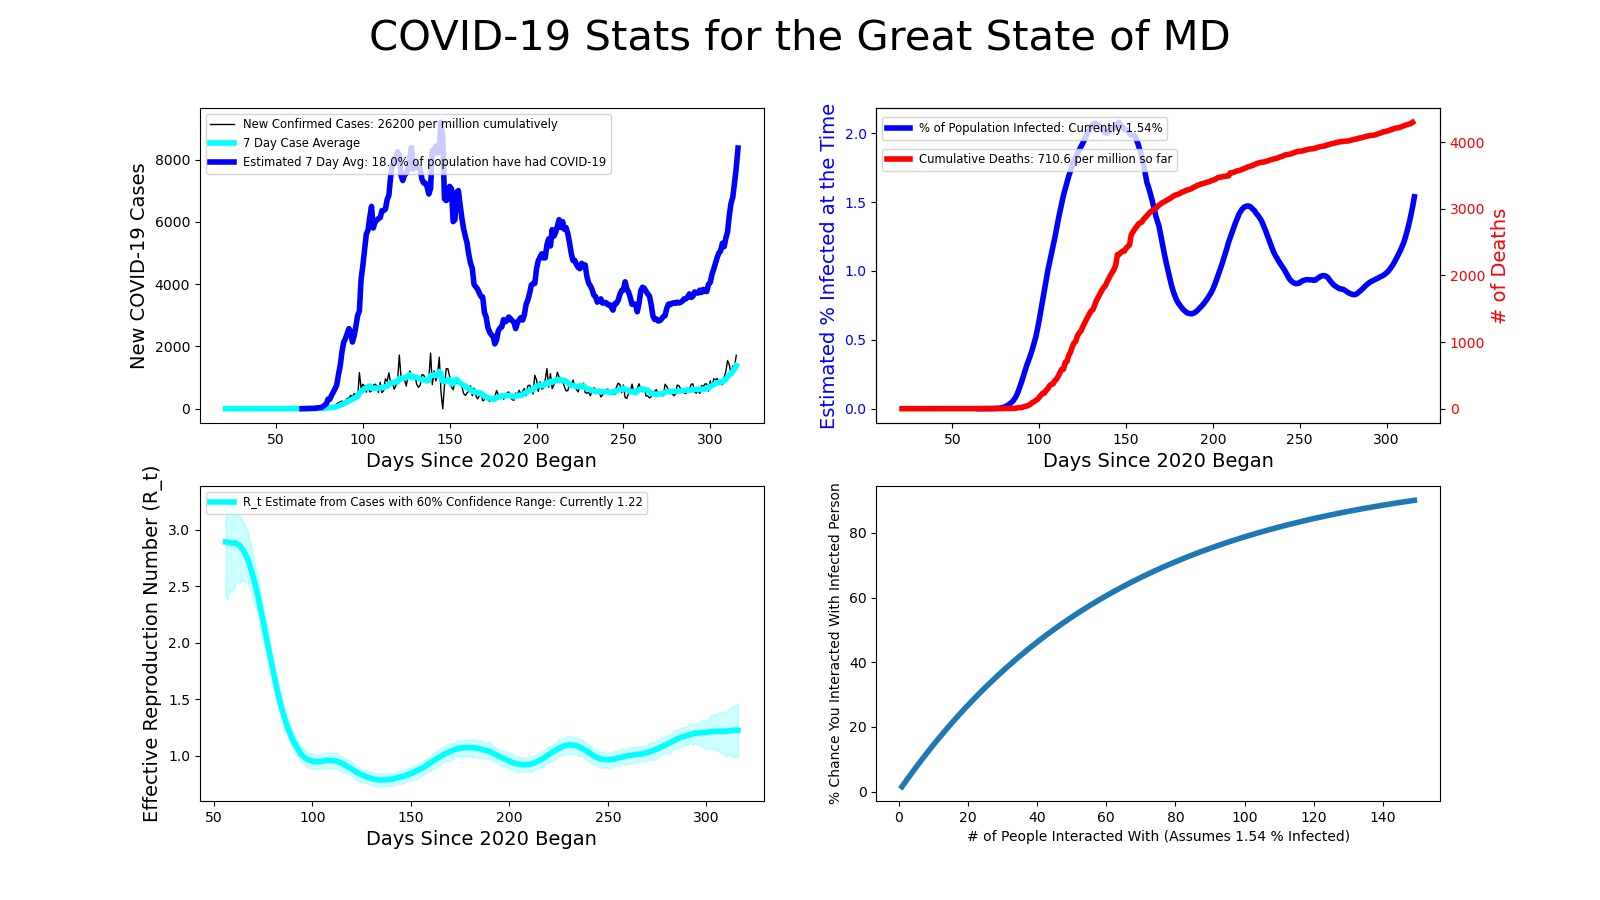 COVID-19 Stats for the Great State of MD
New COVID-19 Cases
8000
6000
4000
2000
0
New Confirmed Cases: 26200 per million cumulatively
7 Day Case Average
Estimated 7 Day Avg: 18.0% of population have had COVID-19
50 100 150 200 250 300
Days Since 2020 Began
Estimated % Infected at the Time
2.0
1.5
1.0
0.5
0.0
% of Population Infected: Currently 1.54%
Cumulative Deaths: 710.6 per million so far
4000
3000
2000
1000
0
# of Deaths
50 100 150 200 250 300
Days Since 2020 Began
Effective Reproduction Number (R_t)
3.0
2.5
2.0
1.5
1.0
R_t Estimate from Cases with 60% Confidence Range: Currently 1.22
50 100 150 200 250 300
Days Since 2020 Began
% Chance You Interacted With Infected Person
80
60
40
20
0
0 20 40 60 80 100 120 140
# of People Interacted With (Assumes 1.54 % Infected)